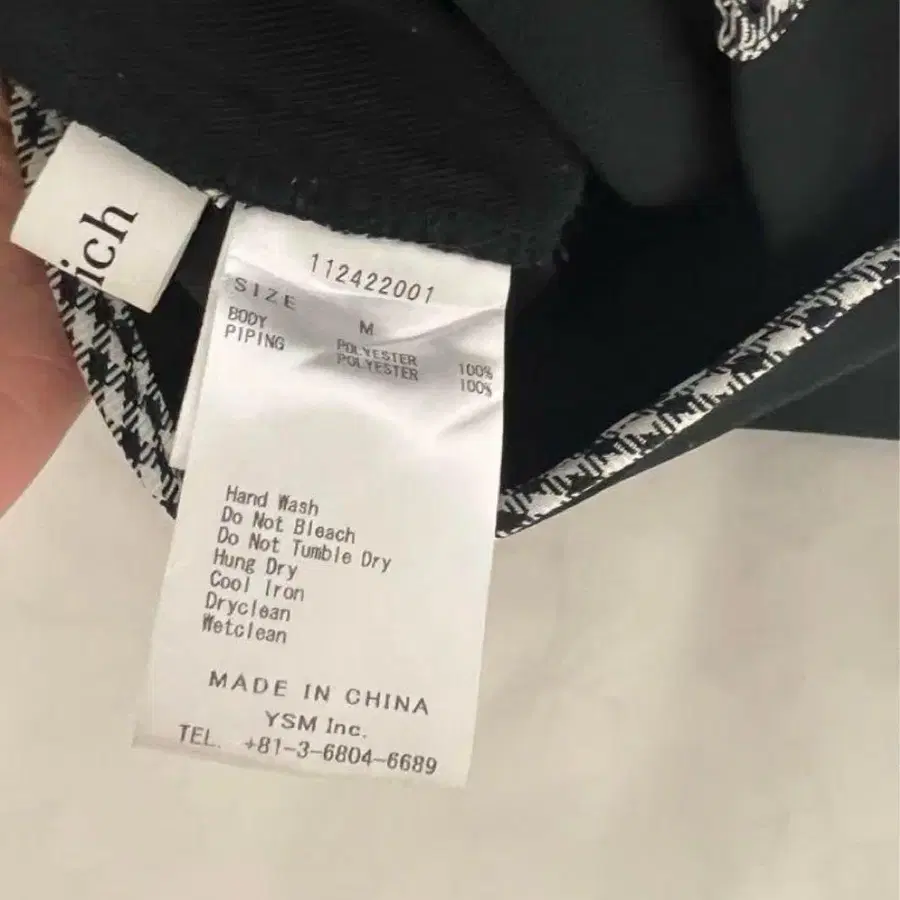 ich
112422001
SIZE
M
BODY POLYESTER 100%
PIPING POLYESTER 100%
Hand Wash
Do Not Bleach
Do Not Tumble Dry
Hung Dry
Cool Iron
Dryclean
Wetclean
MADE IN CHINA
YSM Inc.
TEL. +81-3-6804-6689